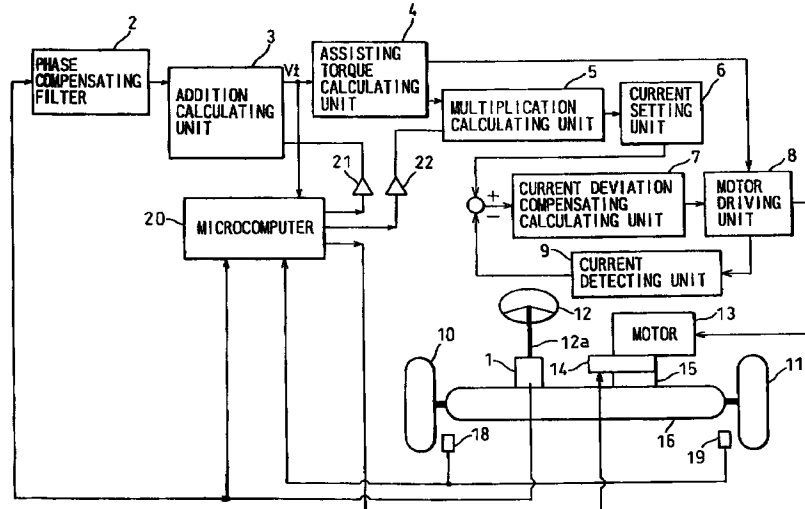 2
PHASE
COMPENSATING
FILTER
3
ADDITION
CALCULATING
UNIT
Vt
4
ASSISTING
TORQUE
CALCULATING
UNIT
5
MULTIPLICATION
CALCULATING UNIT
6
CURRENT
SETTING
UNIT
7
CURRENT DEVIATION
COMPENSATING
CALCULATING UNIT
8
MOTOR
DRIVING
UNIT
21
22
20
MICROCOMPUTER
+
−
9
CURRENT
DETECTING UNIT
12
12a
13
MOTOR
10
1
14
15
11
16
18
19